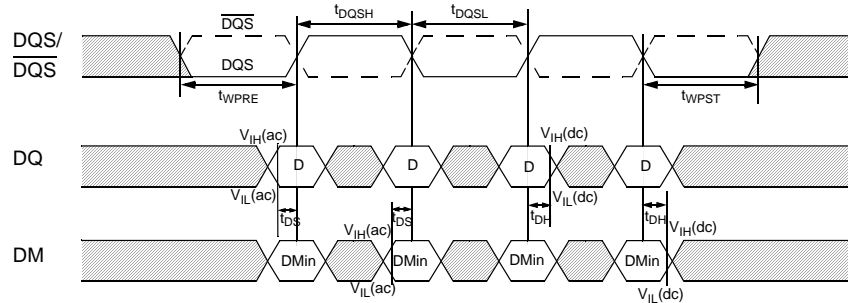 DQS tDQSH tDQSL
DQS/
DQS
DQS
tWPRE tWPST
VIH(ac) VIH(dc)
DQ D D D D
VIL(ac) VIL(dc)
tDS tDS tDH tDH
VIH(ac) VIH(dc)
DM DMin DMin DMin DMin
VIL(ac) VIL(dc)